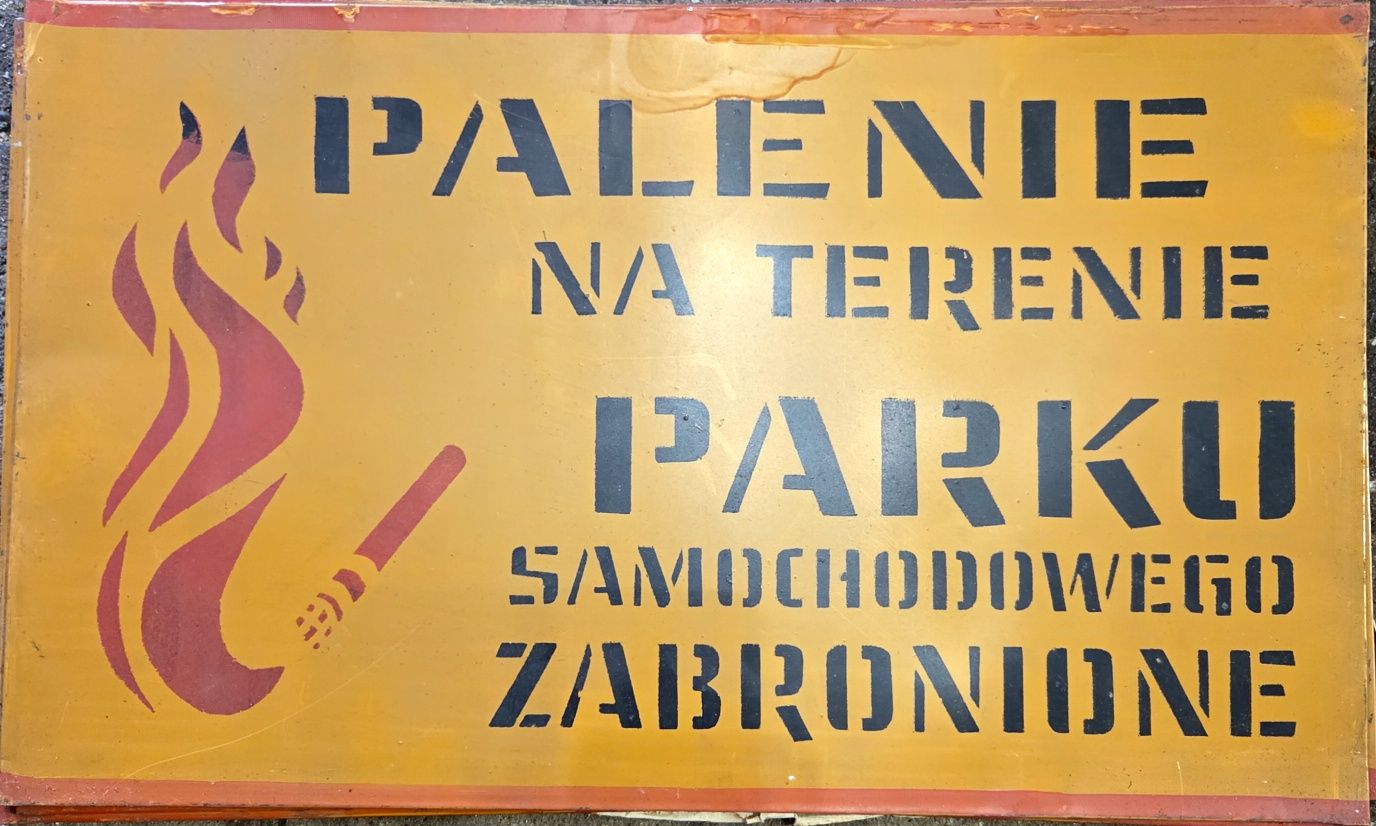 PALENIE
NA TERENIE
PARKU
SAMOCHODOWEGO
ZABRONIONE